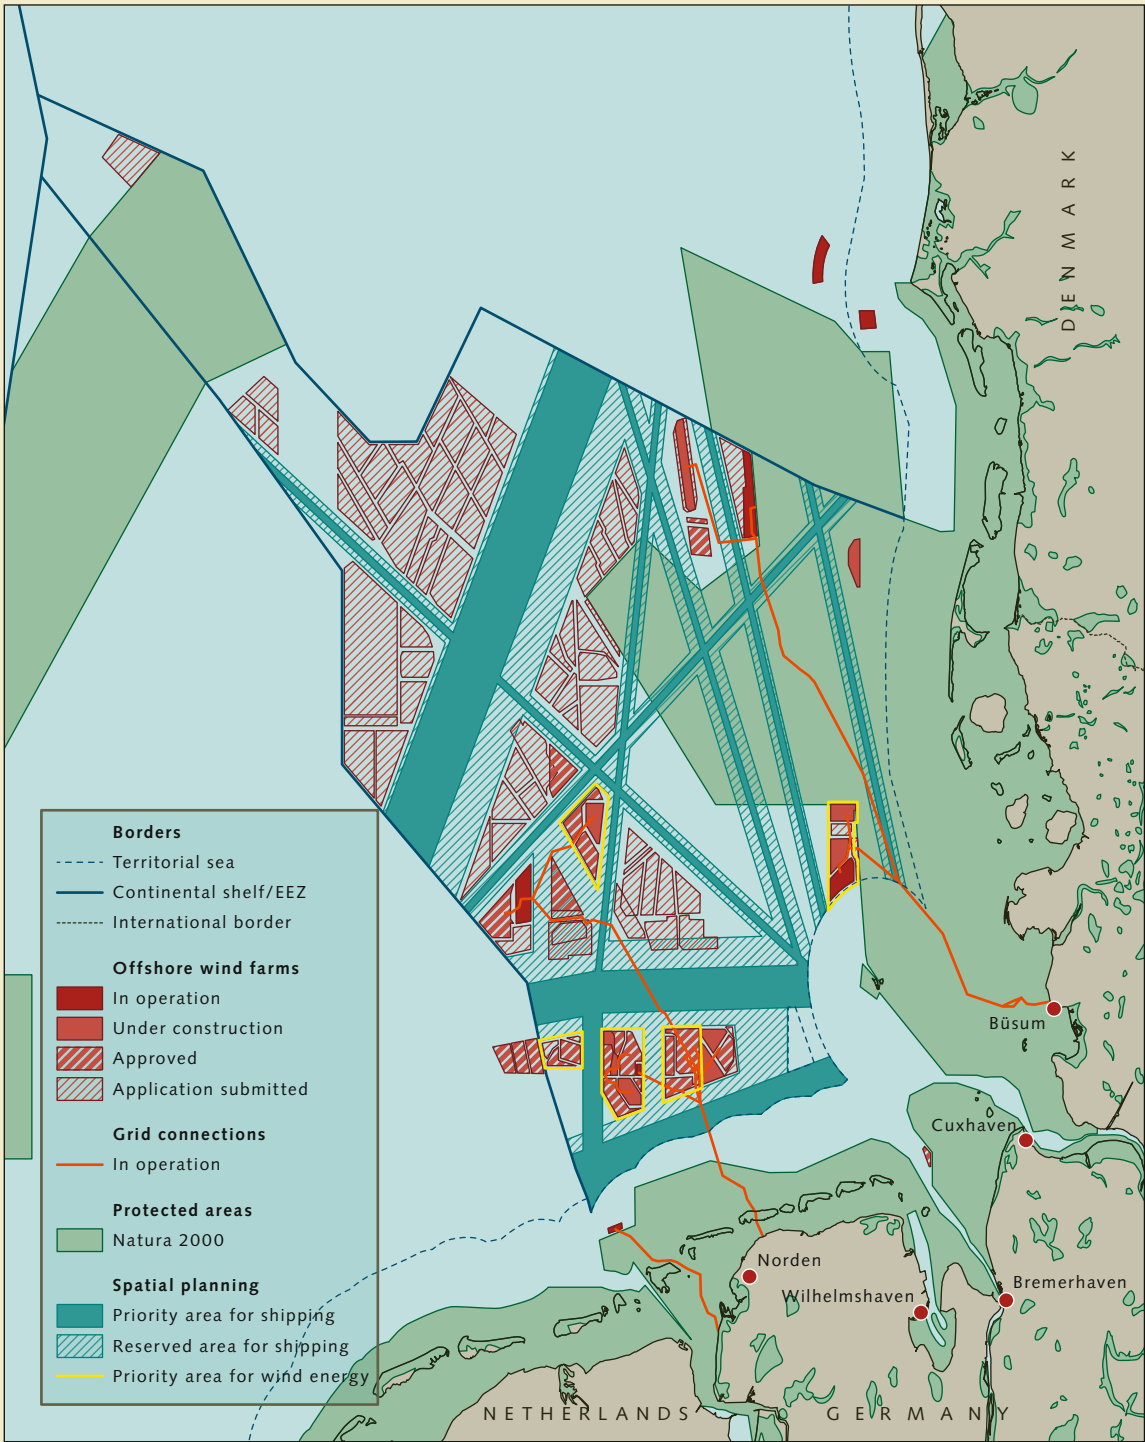 DENMARK
Borders
Territorial sea
Continental shelf/EEZ
International border
Offshore wind farms
In operation
Under construction
Approved
Application submitted
Grid connections
In operation
Protected areas
Natura 2000
Spatial planning
Priority area for shipping
Reserved area for shipping
Priority area for wind energy
Büsum
Cuxhaven
Norden
Wilhelmshaven
Bremerhaven
NETHERLANDS
GERMANY